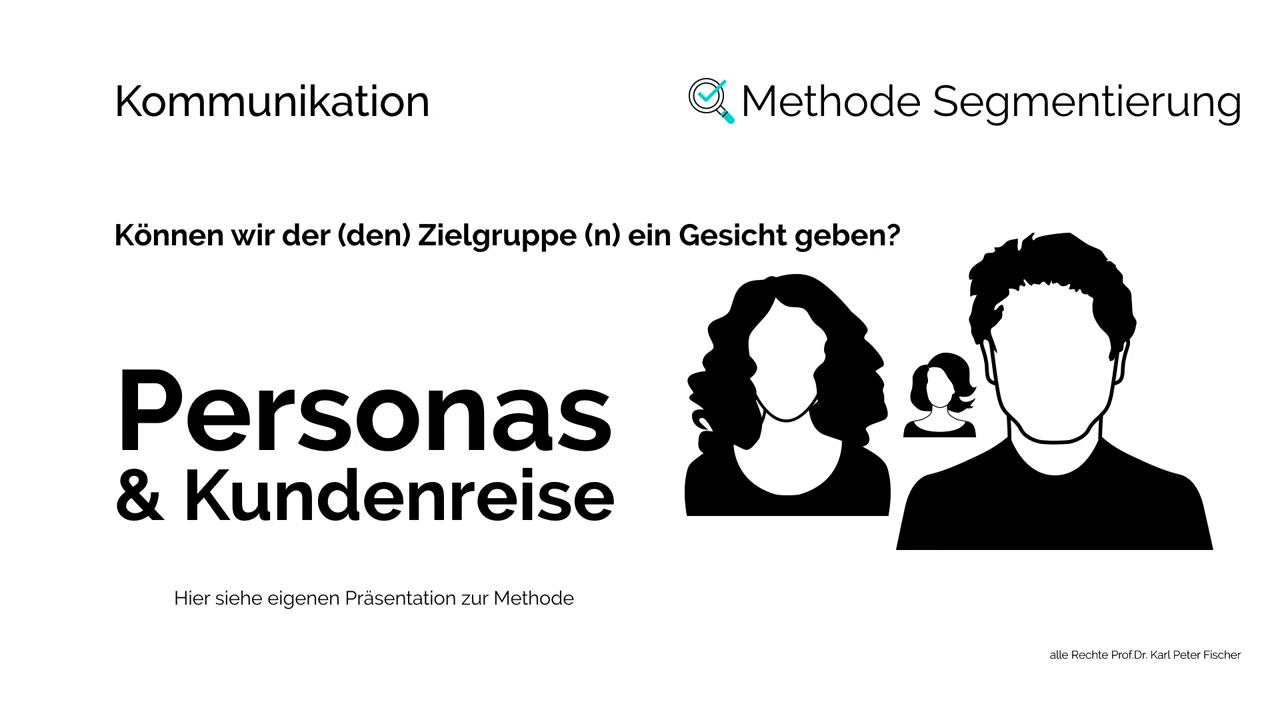 Kommunikation
Methode Segmentierung
Können wir der (den) Zielgruppe (n) ein Gesicht geben?
Personas
& Kundenreise
Hier siehe eigenen Präsentation zur Methode
alle Rechte Prof.Dr. Karl Peter Fischer